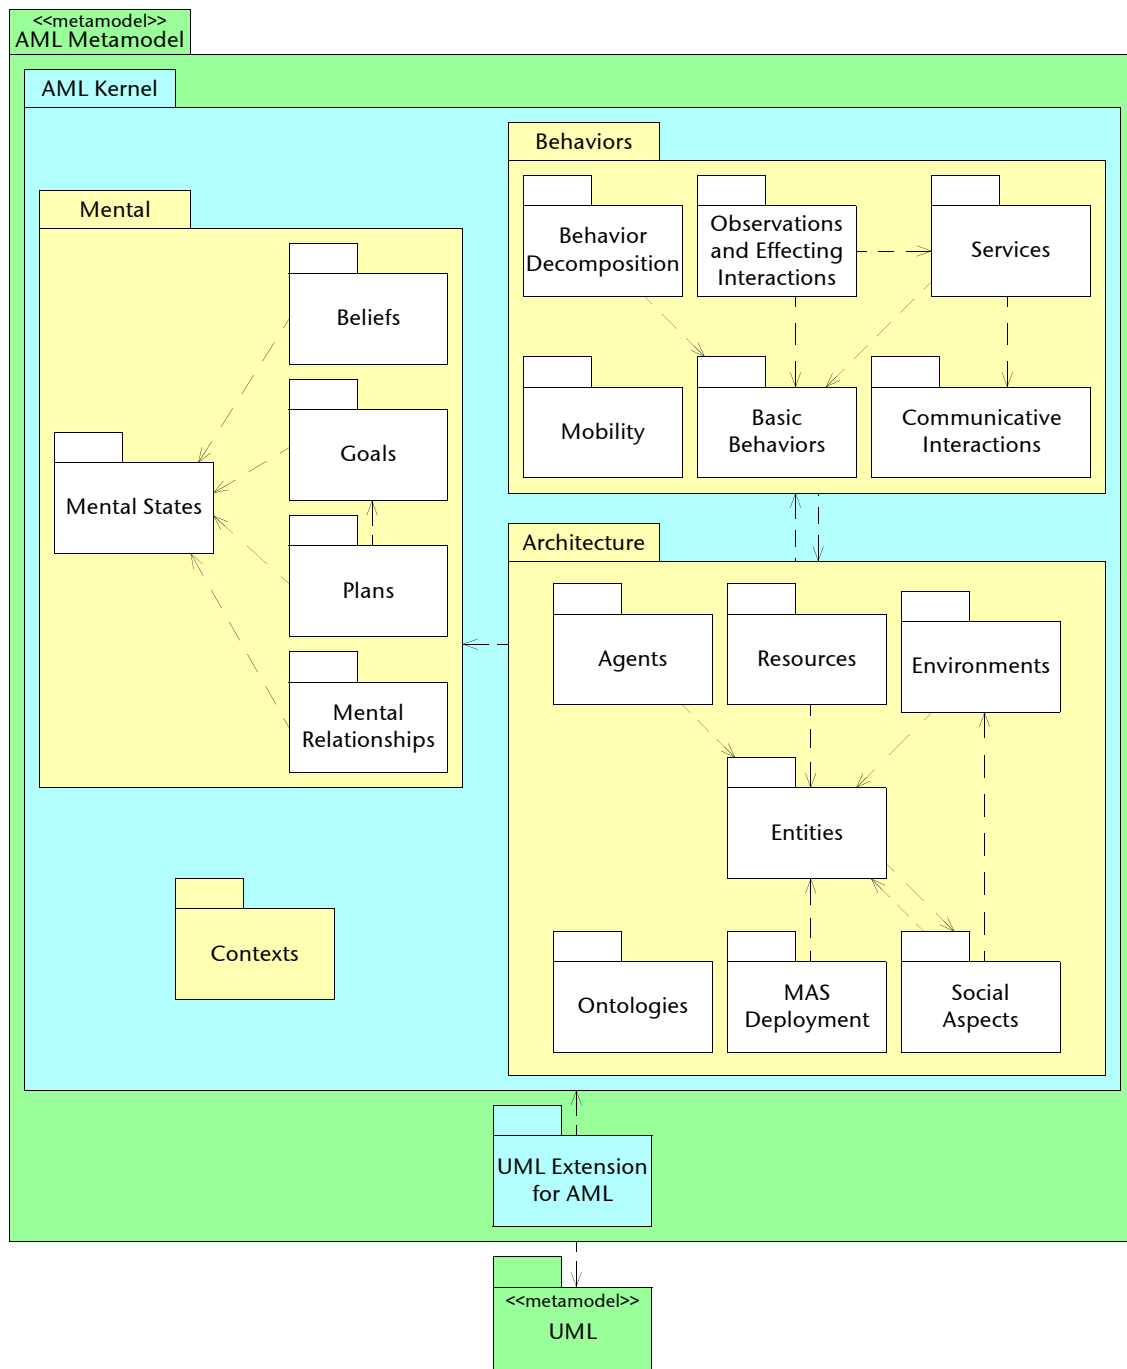 <<metamodel>>
AML Metamodel
AML Kernel
Behaviors
Behavior
Decomposition
Observations
and Effecting
Interactions
Services
Mobility
Basic
Behaviors
Communicative
Interactions
Mental
Beliefs
Goals
Mental States
Plans
Mental
Relationships
Architecture
Agents
Resources
Environments
Entities
Ontologies
MAS
Deployment
Social
Aspects
Contexts
UML Extension
for AML
<<metamodel>>
UML